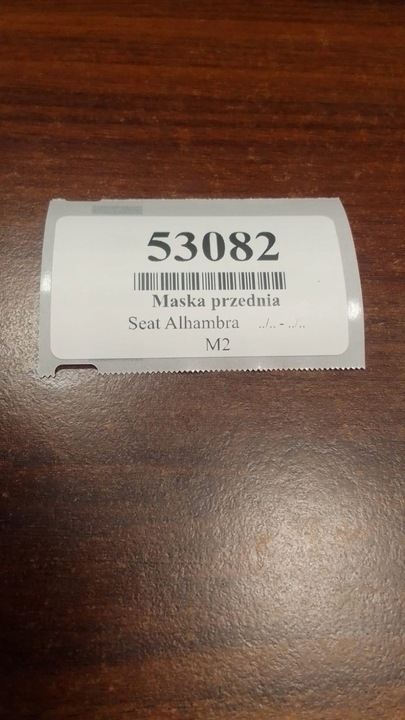 53082
Maska przednia
Seat Alhambra ../.. - ../..
M2